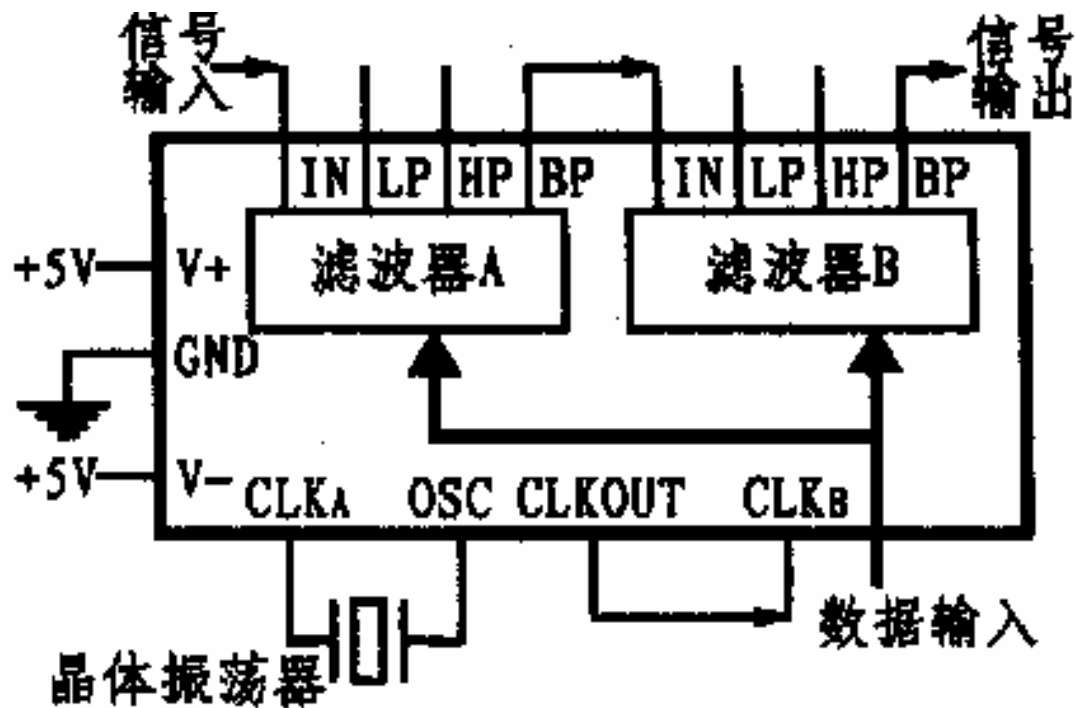 信号
输入
信号
输出
IN LP HP BP
IN LP HP BP
滤波器A
滤波器B
+5V
V+
GND
+5V
V-
CLKA
OSC
CLKOUT
CLKB
晶体振荡器
数据输入